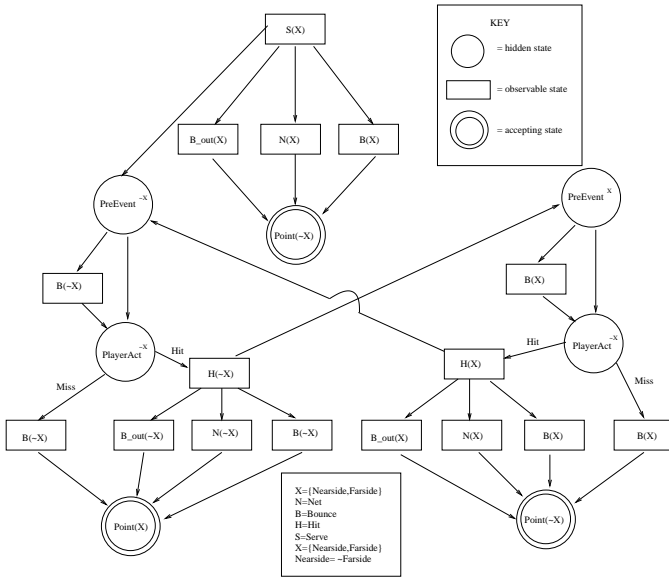 S(X)
KEY
= hidden state
= observable state
= accepting state
B_out(X)
N(X)
B(X)
PreEvent ~X
PreEvent X
Point(~X)
B(~X)
B(X)
PlayerAct ~X
Hit
PlayerAct ~X
Hit
H(~X)
H(X)
Miss
Miss
B(~X)
B_out(~X)
N(~X)
B(~X)
B_out(X)
N(X)
B(X)
B(X)
Point(X)
Point(~X)
X={Nearside,Farside}
N=Net
B=Bounce
H=Hit
S=Serve
X={Nearside,Farside}
Nearside= ~Farside